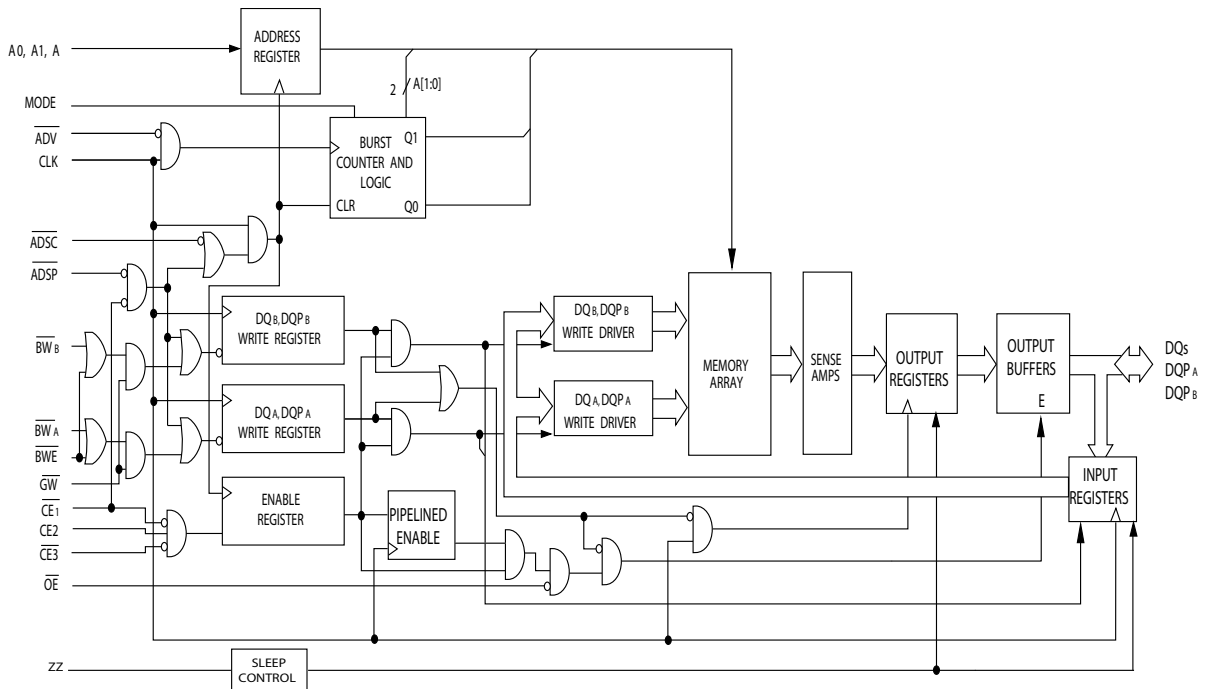 A0, A1, A
ADDRESS
REGISTER
2
A[1:0]
MODE
ADV
CLK
BURST
COUNTER AND
LOGIC
Q1
CLR
Q0
ADSC
ADSP
DQB, DQPB
WRITE REGISTER
DQB, DQPB
WRITE DRIVER
BWB
MEMORY
ARRAY
SENSE
AMPS
OUTPUT
REGISTERS
OUTPUT
BUFFERS
E
DQs
DQPA
DQPB
DQA, DQPA
WRITE REGISTER
DQA, DQPA
WRITE DRIVER
BWA
BWE
GW
CE1
CE2
CE3
ENABLE
REGISTER
PIPELINED
ENABLE
INPUT
REGISTERS
OE
ZZ
SLEEP
CONTROL